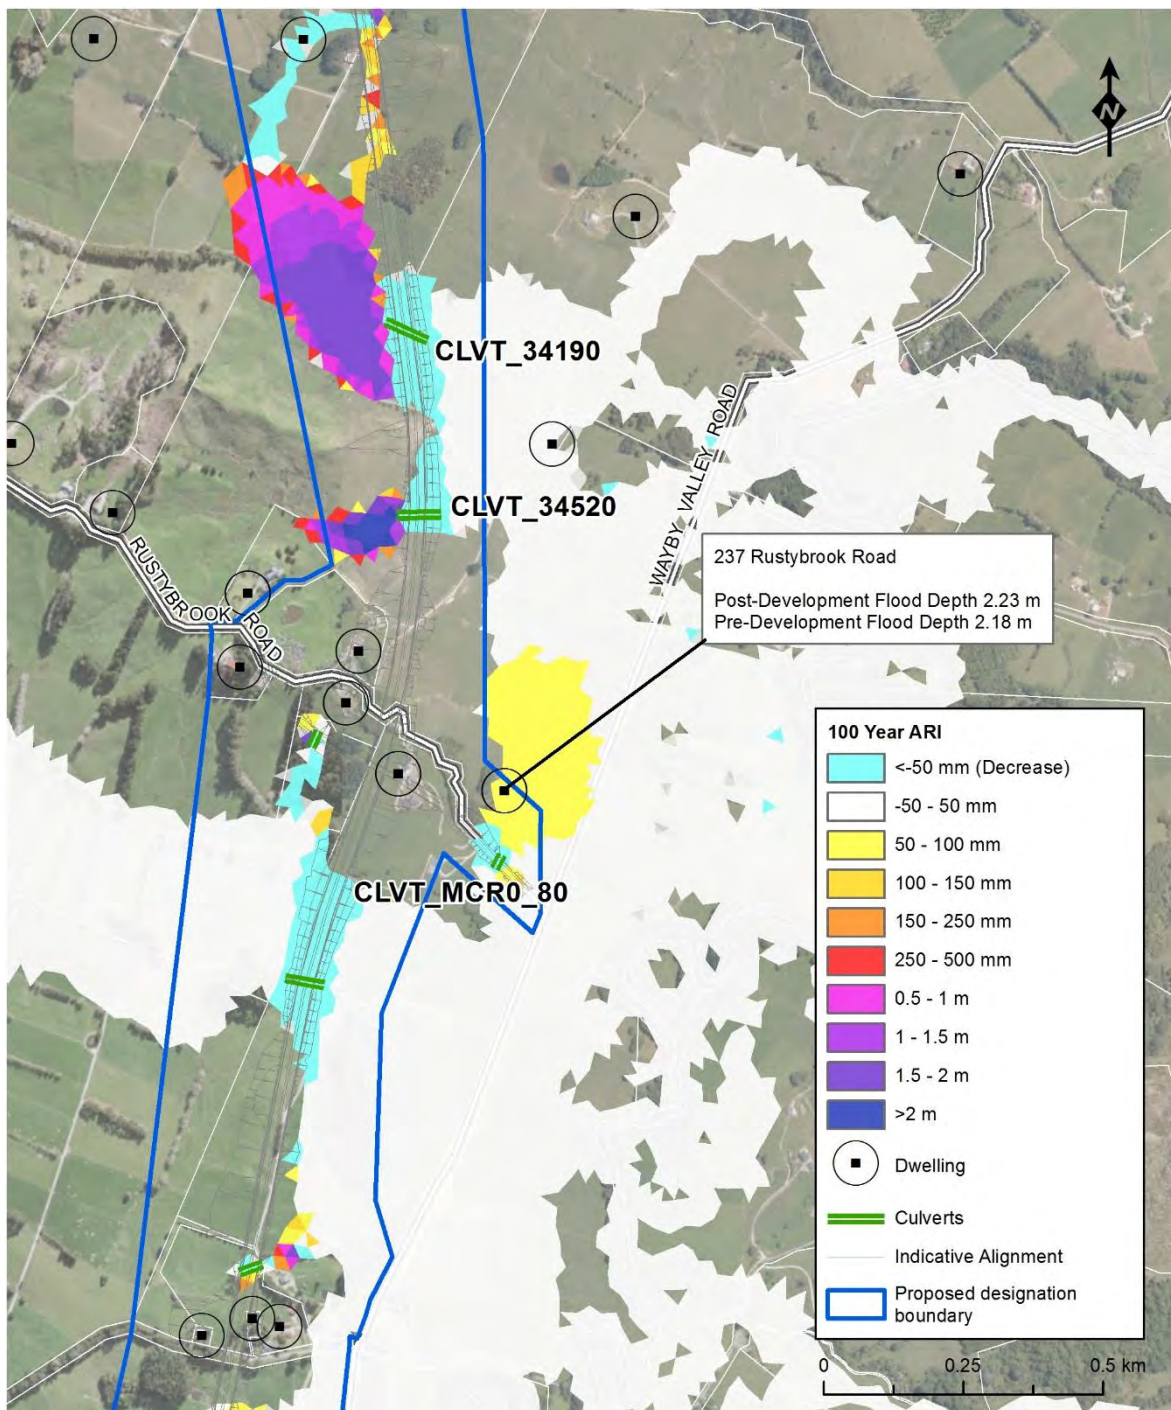 N
CLVT_34190
WAYBY VALLEY ROAD
CLVT_34520
RUSTYBROOK ROAD
237 Rustybrook Road
Post-Development Flood Depth 2.23 m
Pre-Development Flood Depth 2.18 m
CLVT_MCR0_80
100 Year ARI
<-50 mm (Decrease)
-50 - 50 mm
50 - 100 mm
100 - 150 mm
150 - 250 mm
250 - 500 mm
0.5 - 1 m
1 - 1.5 m
1.5 - 2 m
>2 m
Dwelling
Culverts
Indicative Alignment
Proposed designation
boundary
0 0.25 0.5 km